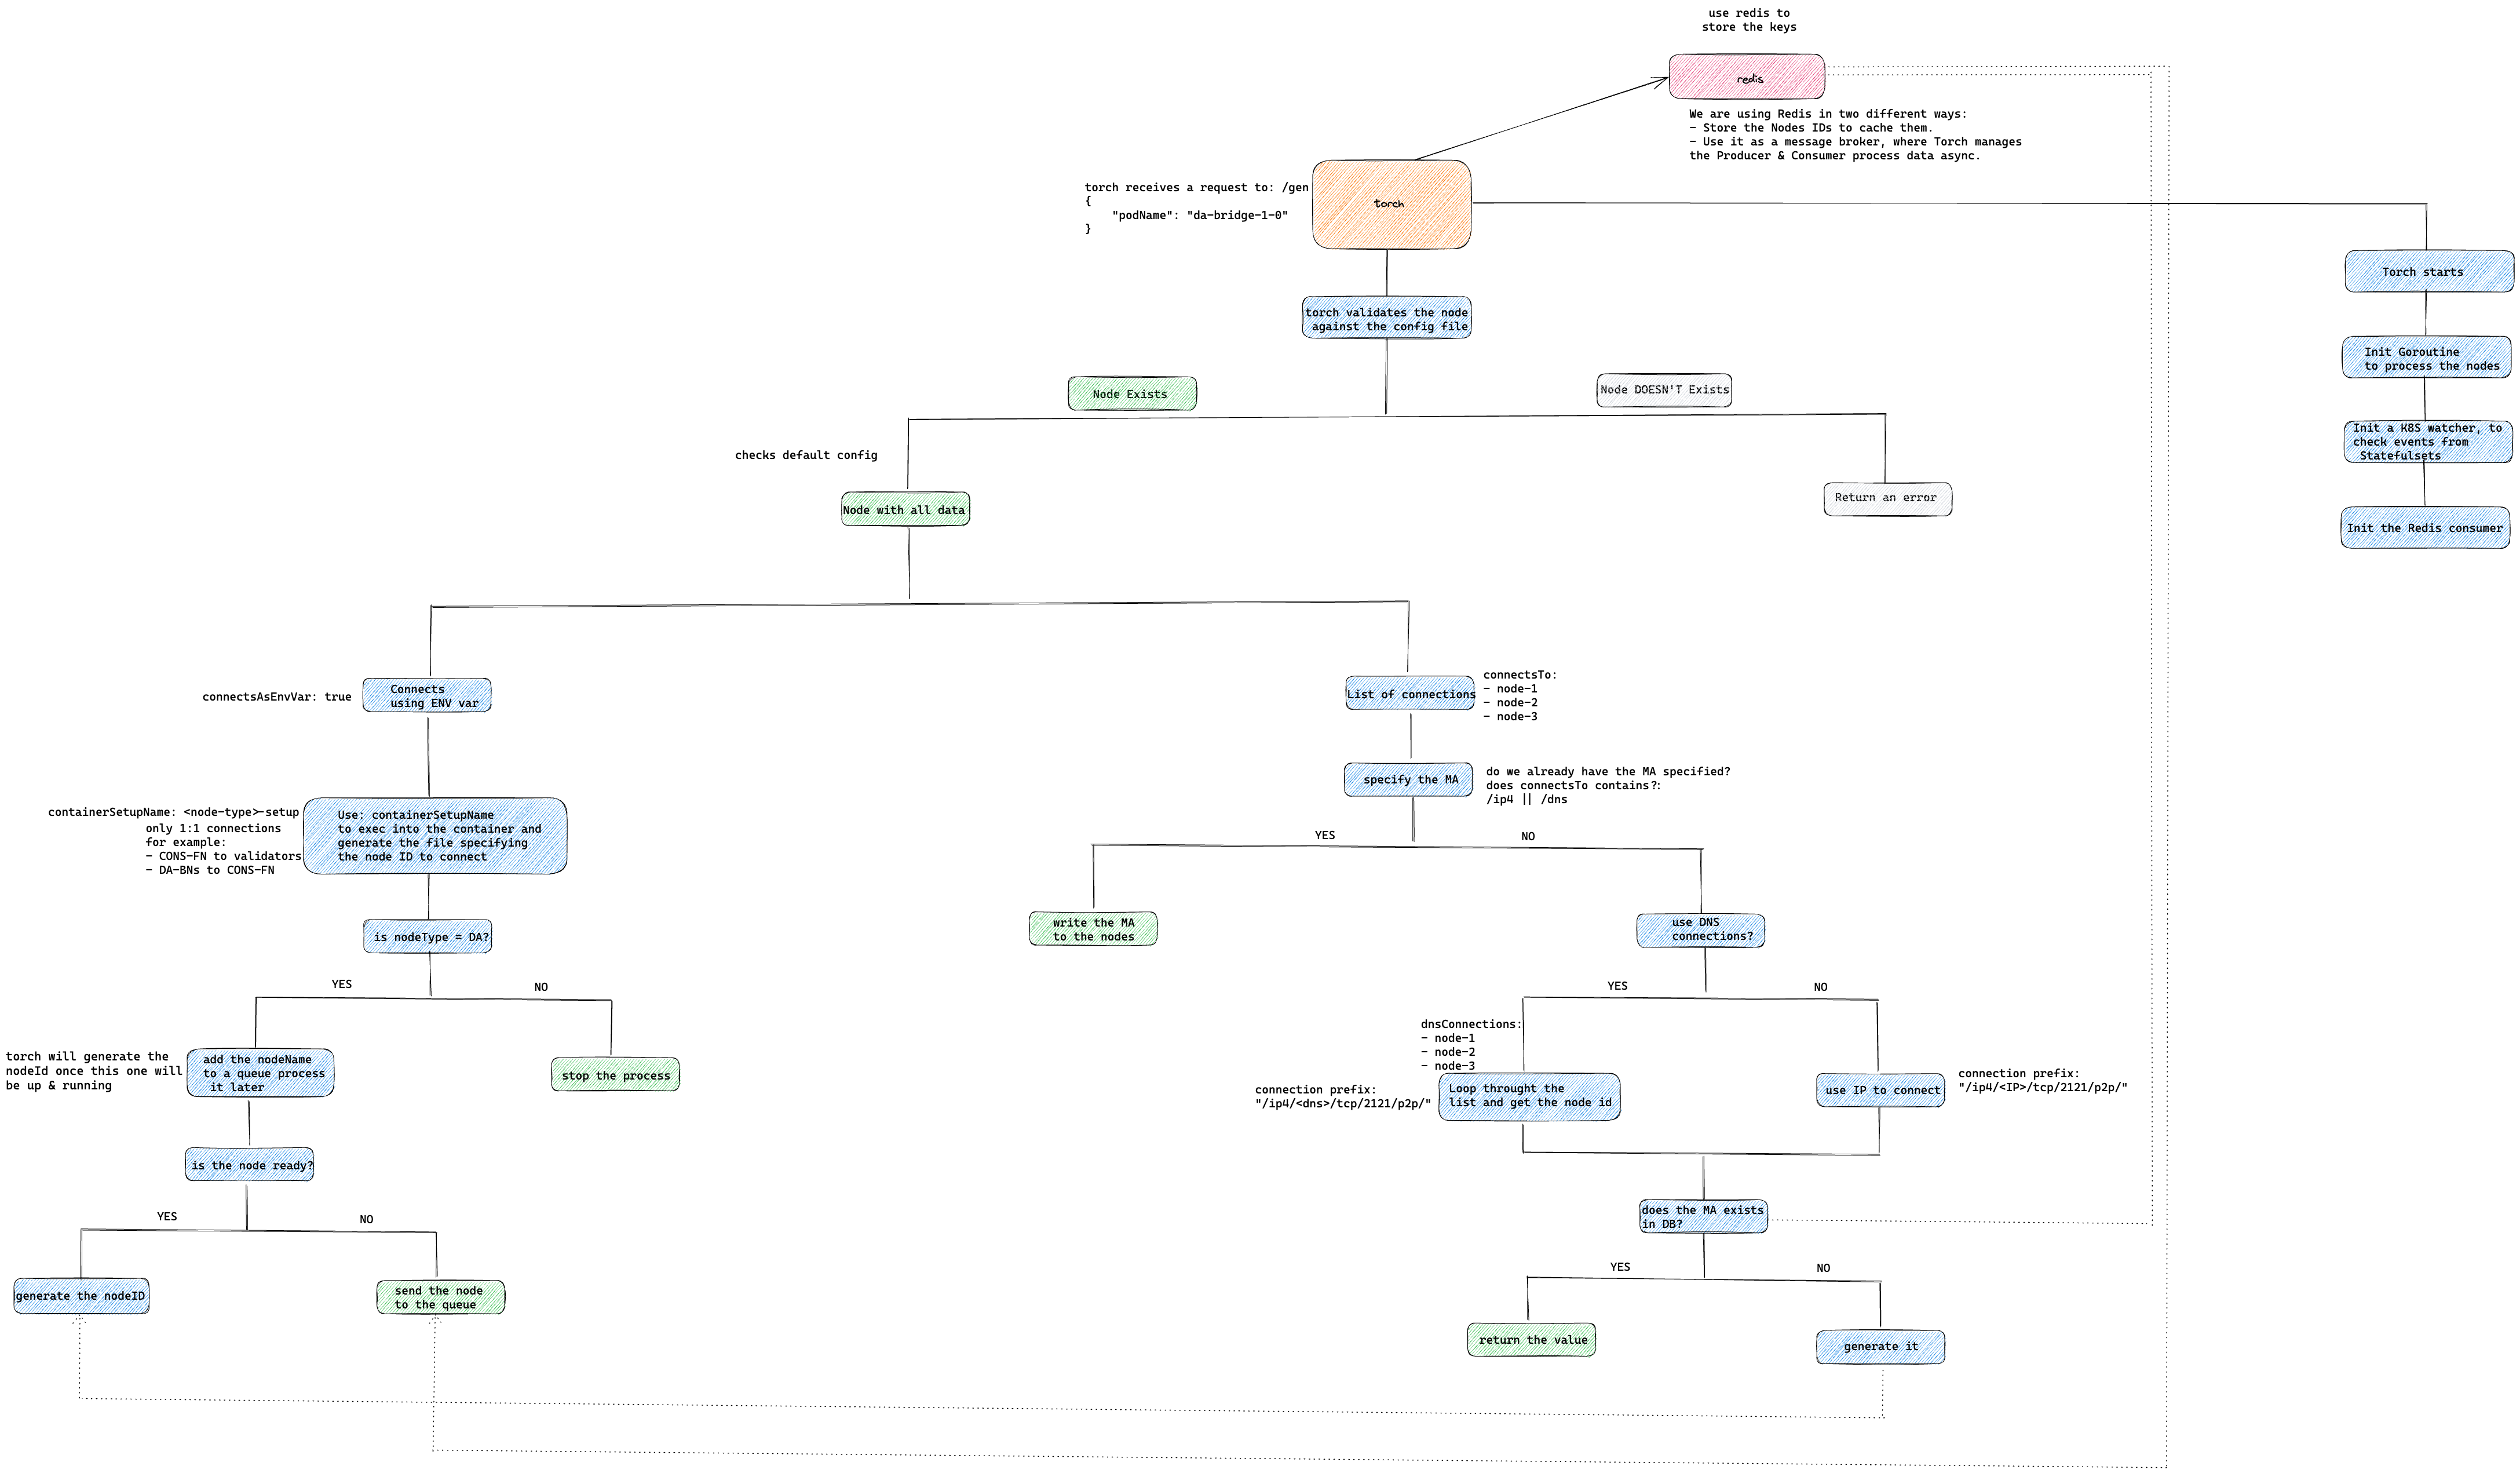 use redis to
store the keys
redis
We are using Redis in two different ways:
- Store the Nodes IDs to cache them.
- Use it as a message broker, where Torch manages
the Producer & Consumer process data async.
torch receives a request to: /gen
{
"podName": "da-bridge-1-0"
}
torch
Torch starts
Init Goroutine
to process the nodes
Init a K8S watcher, to
check events from
Statefulsets
Init the Redis consumer
torch validates the node
against the config file
Node Exists
Node DOESN'T Exists
checks default config
Node with all data
Return an error
connectsAsEnvVar: true
Connects
using ENV var
List of connections
connectsTo:
- node-1
- node-2
- node-3
specify the MA
do we already have the MA specified?
does connectsTo contains?:
/ip4 || /dns
containerSetupName: <node-type>-setup
only 1:1 connections
for example:
- CONS-FN to validators
- DA-BNs to CONS-FN
Use: containerSetupName
to exec into the container and
generate the file specifying
the node ID to connect
YES
NO
is nodeType = DA?
write the MA
to the nodes
use DNS
connections?
YES
NO
YES
NO
torch will generate the
nodeId once this one will
be up & running
add the nodeName
to a queue process
it later
stop the process
dnsConnections:
- node-1
- node-2
- node-3
connection prefix:
"/ip4/<dns>/tcp/2121/p2p/"
Loop throught the
list and get the node id
use IP to connect
connection prefix:
"/ip4/<IP>/tcp/2121/p2p/"
is the node ready?
does the MA exists
in DB?
YES
NO
YES
NO
generate the nodeID
send the node
to the queue
return the value
generate it